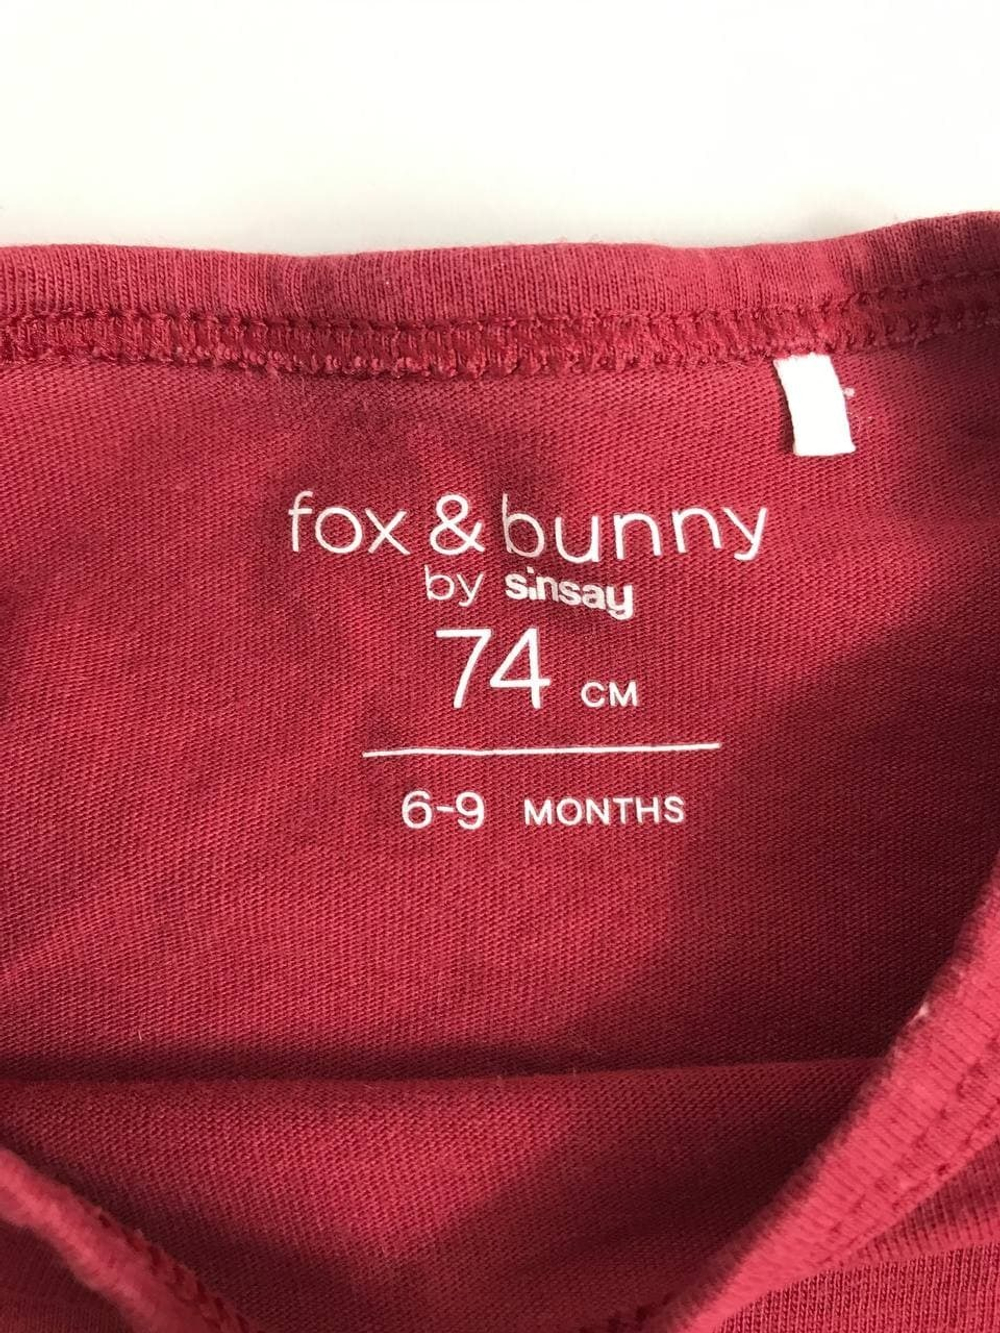 fox & bunny
by sinsay
74 CM
6-9 MONTHS